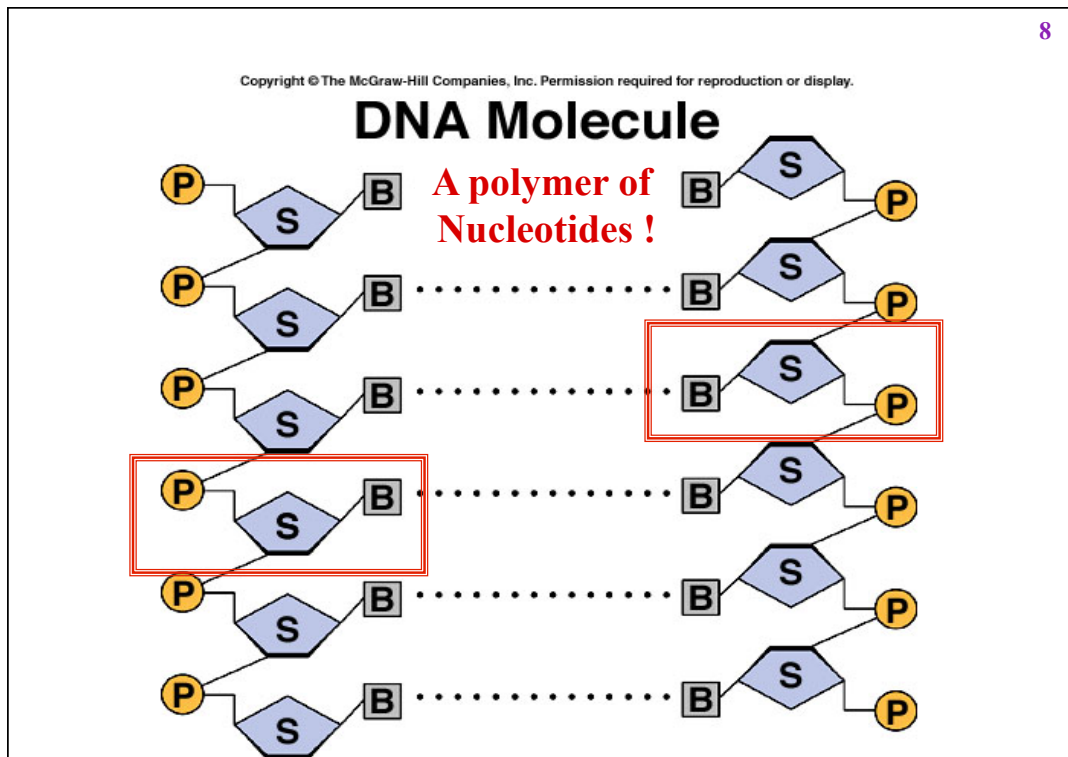 8
Copyright © The McGraw-Hill Companies, Inc. Permission required for reproduction or display.
DNA Molecule
A polymer of
Nucleotides !
P S B B S P
P S B B S P
P S B B S P
P S B B S P
P S B B S P
P S B B S P